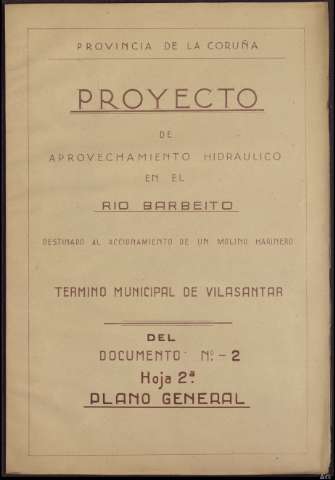 PROVINCIA DE LA CORUÑA
PROYECTO
DE
APROVECHAMIENTO HIDRAULICO
EN EL
RIO BARBEITO
DESTINADO AL ACCIONAMIENTO DE UN MOLINO HARINERO
TERMINO MUNICIPAL DE VILASANTAR
DEL
DOCUMENTO Nº.- 2
Hoja 2ª.
PLANO GENERAL